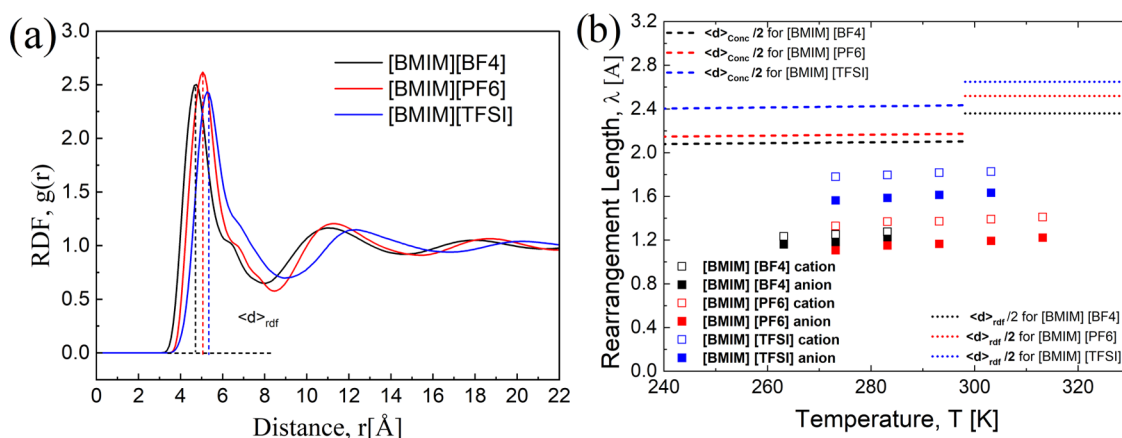 (a)
3.0
2.5
2.0
1.5
1.0
0.5
0.0
RDF, g(r)
[BMIM][BF4]
[BMIM][PF6]
[BMIM][TFSI]
<d>rdf
0 2 4 6 8 10 12 14 16 18 20 22
Distance, r[Å]
(b)
3.2
2.8
2.4
2.0
1.6
1.2
0.8
0.4
0.0
Rearrangement Length, λ [A]
<d>Conc /2 for [BMIM] [BF4]
<d>Conc /2 for [BMIM] [PF6]
<d>Conc /2 for [BMIM] [TFSI]
[BMIM] [BF4] cation
[BMIM] [BF4] anion
[BMIM] [PF6] cation
[BMIM] [PF6] anion
[BMIM] [TFSI] cation
[BMIM] [TFSI] anion
<d>rdf /2 for [BMIM] [BF4]
<d>rdf /2 for [BMIM] [PF6]
<d>rdf /2 for [BMIM] [TFSI]
240 260 280 300 320
Temperature, T [K]